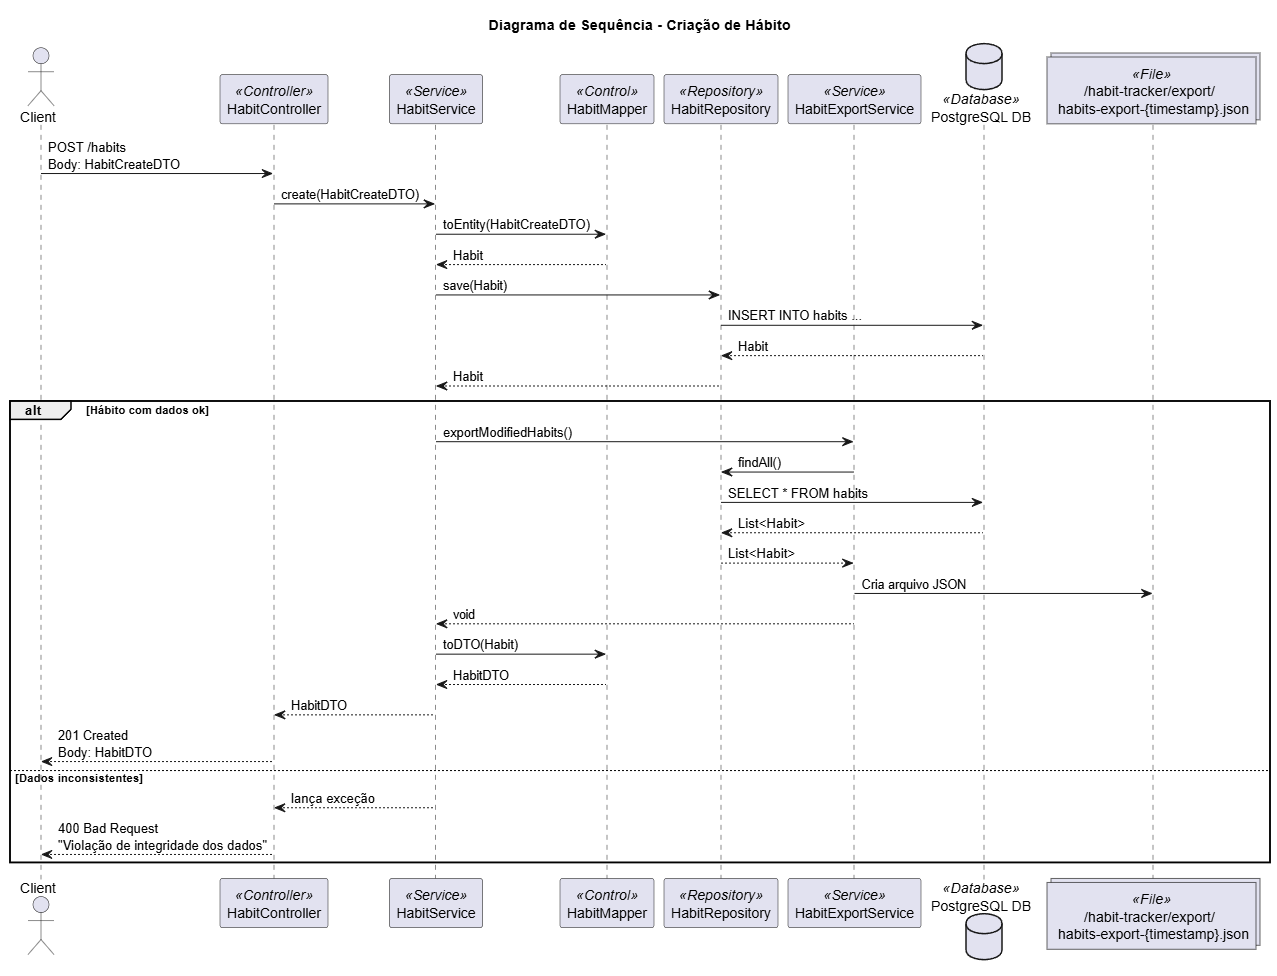 Diagrama de Sequência - Criação de Hábito
Client
«Controller»
HabitController
«Service»
HabitService
«Control»
HabitMapper
«Repository»
HabitRepository
«Service»
HabitExportService
«Database»
PostgreSQL DB
«File»
/habit-tracker/export/
habits-export-{timestamp}.json
POST /habits
Body: HabitCreateDTO
create(HabitCreateDTO)
toEntity(HabitCreateDTO)
Habit
save(Habit)
INSERT INTO habits ...
Habit
Habit
alt [Hábito com dados ok]
exportModifiedHabits()
findAll()
SELECT * FROM habits
List<Habit>
List<Habit>
Cria arquivo JSON
void
toDTO(Habit)
HabitDTO
HabitDTO
201 Created
Body: HabitDTO
[Dados inconsistentes]
lança exceção
400 Bad Request
"Violação de integridade dos dados"
Client
«Controller»
HabitController
«Service»
HabitService
«Control»
HabitMapper
«Repository»
HabitRepository
«Service»
HabitExportService
«Database»
PostgreSQL DB
«File»
/habit-tracker/export/
habits-export-{timestamp}.json